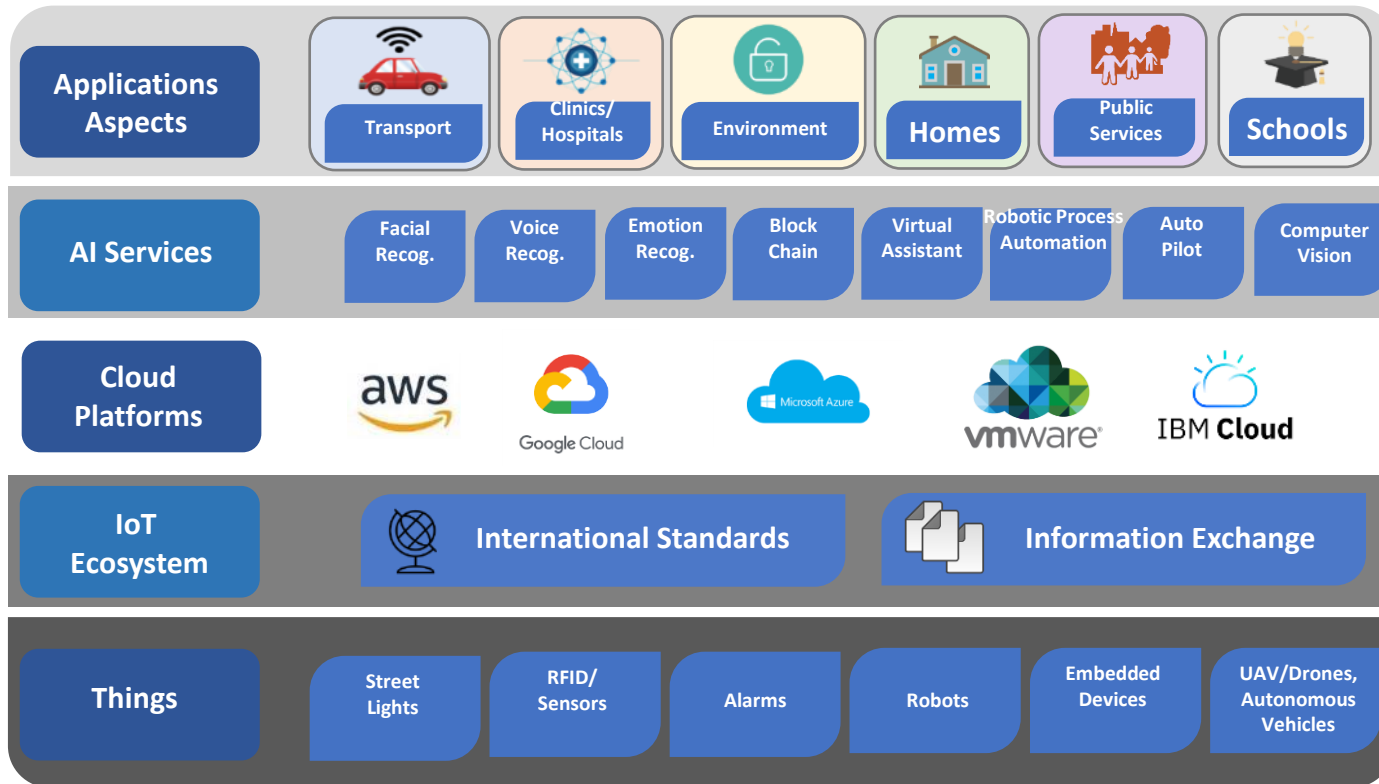 Applications
Aspects
Transport
Clinics/
Hospitals
Environment
Homes
Public
Services
Schools
AI Services
Facial
Recog.
Voice
Recog.
Emotion
Recog.
Block
Chain
Virtual
Assistant
Robotic Process
Automation
Auto
Pilot
Computer
Vision
Cloud
Platforms
aws
Google Cloud
Microsoft Azure
vmware®
IBM Cloud
IoT
Ecosystem
International Standards
Information Exchange
Things
Street
Lights
RFID/
Sensors
Alarms
Robots
Embedded
Devices
UAV/Drones,
Autonomous
Vehicles